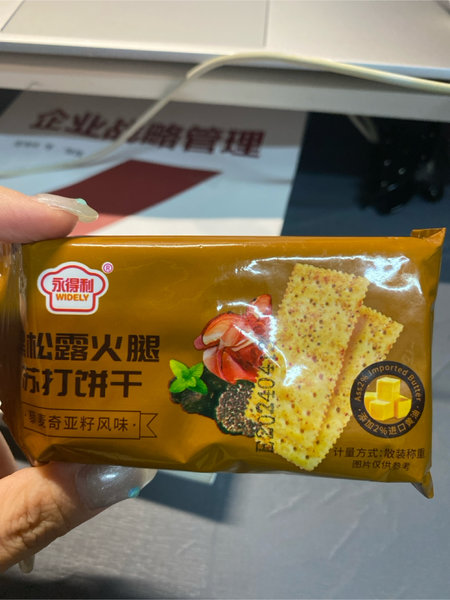 企业战略管理
永得利®
WIDELY
松露火腿
苏打饼干
藜麦奇亚籽风味
Add 2% Imported Butter
添加2%进口黄油
计量方式:散装称重
图片仅供参考